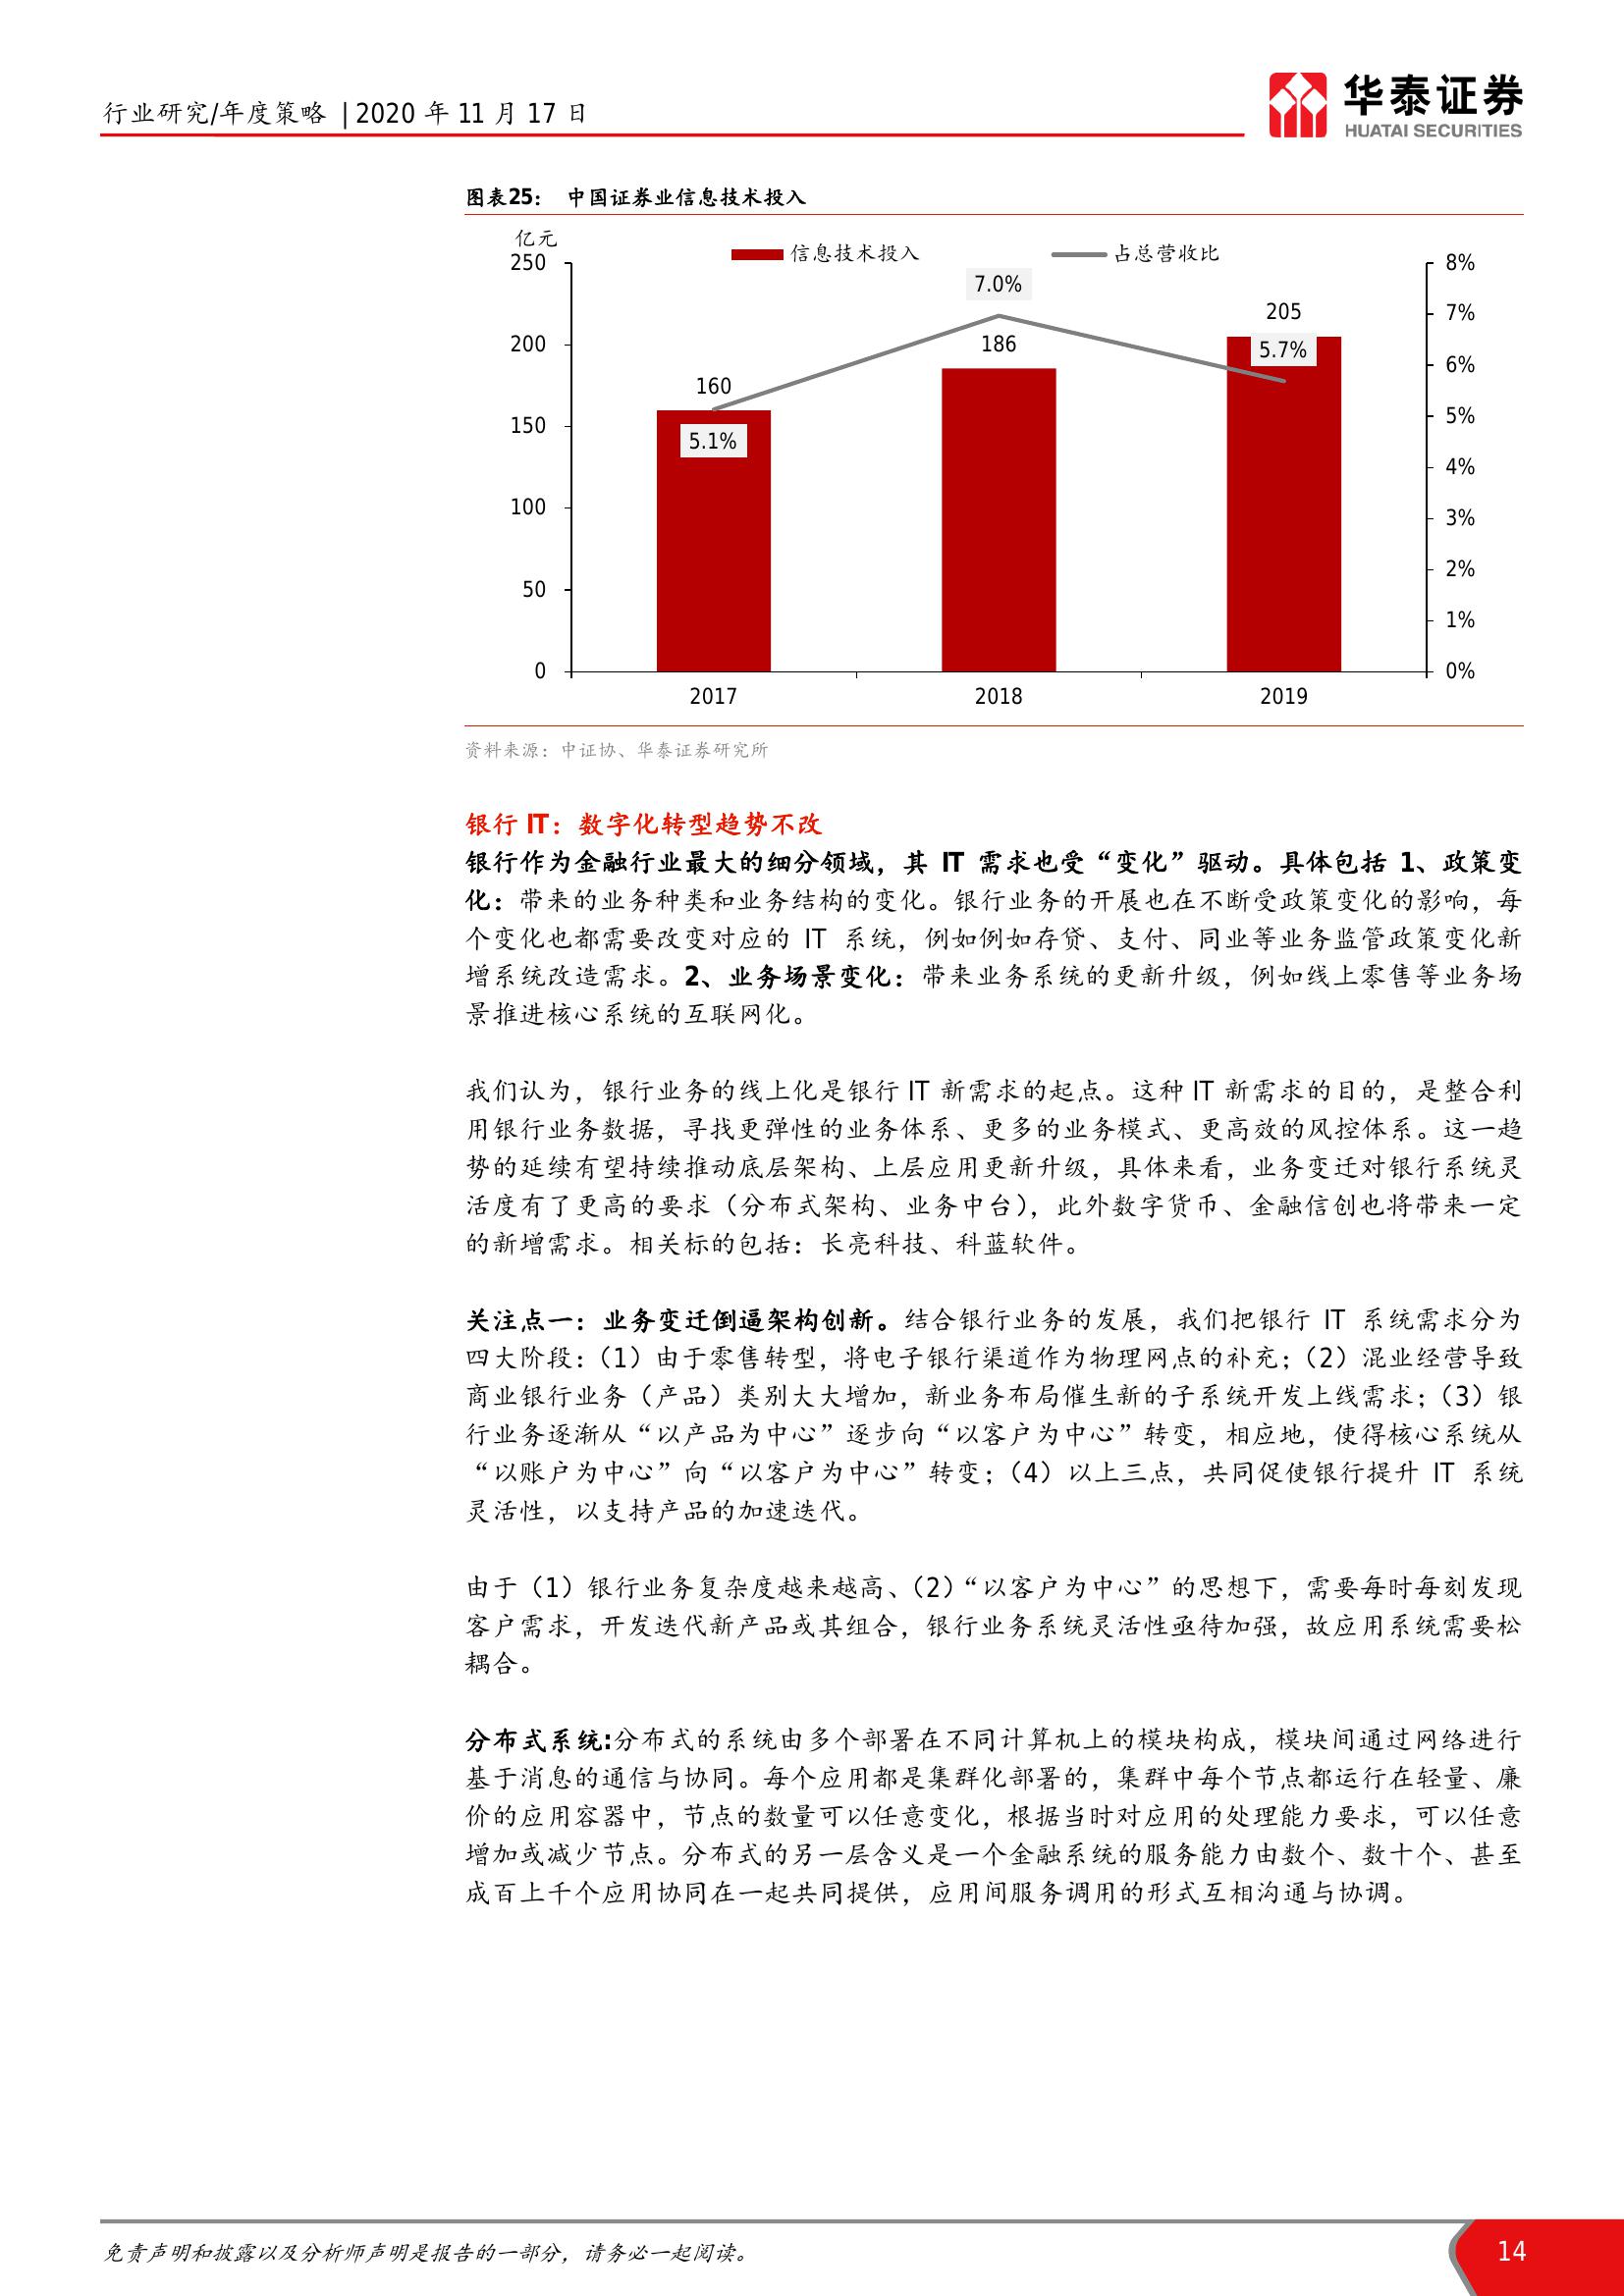 行业研究/年度策略 | 2020 年 11 月 17 日
华泰证券
HUATAI SECURITIES
图表25： 中国证券业信息技术投入
亿元
信息技术投入
占总营收比
250
200
150
100
50
0
8%
7%
6%
5%
4%
3%
2%
1%
0%
160
186
205
5.1%
7.0%
5.7%
2017
2018
2019
资料来源：中证协、华泰证券研究所
银行 IT：数字化转型趋势不改
银行作为金融行业最大的细分领域，其 IT 需求也受“变化”驱动。具体包括 1、政策变
化：带来的业务种类和业务结构的变化。银行业务的开展也在不断受政策变化的影响，每
个变化也都需要改变对应的 IT 系统，例如例如存贷、支付、同业等业务监管政策变化新
增系统改造需求。2、业务场景变化：带来业务系统的更新升级，例如线上零售等业务场
景推进核心系统的互联网化。
我们认为，银行业务的线上化是银行 IT 新需求的起点。这种 IT 新需求的目的，是整合利
用银行业务数据，寻找更弹性的业务体系、更多的业务模式、更高效的风控体系。这一趋
势的延续有望持续推动底层架构、上层应用更新升级，具体来看，业务变迁对银行系统灵
活度有了更高的要求（分布式架构、业务中台），此外数字货币、金融信创也将带来一定
的新增需求。相关标的包括：长亮科技、科蓝软件。
关注点一：业务变迁倒逼架构创新。结合银行业务的发展，我们把银行 IT 系统需求分为
四大阶段：（1）由于零售转型，将电子银行渠道作为物理网点的补充；（2）混业经营导致
商业银行业务（产品）类别大大增加，新业务布局催生新的子系统开发上线需求；（3）银
行业务逐渐从“以产品为中心”逐步向“以客户为中心”转变，相应地，使得核心系统从
“以账户为中心”向“以客户为中心”转变；（4）以上三点，共同促使银行提升 IT 系统
灵活性，以支持产品的加速迭代。
由于（1）银行业务复杂度越来越高、（2）“以客户为中心”的思想下，需要每时每刻发现
客户需求，开发迭代新产品或其组合，银行业务系统灵活性亟待加强，故应用系统需要松
耦合。
分布式系统:分布式的系统由多个部署在不同计算机上的模块构成，模块间通过网络进行
基于消息的通信与协同。每个应用都是集群化部署的，集群中每个节点都运行在轻量、廉
价的应用容器中，节点的数量可以任意变化，根据当时对应用的处理能力要求，可以任意
增加或减少节点。分布式的另一层含义是一个金融系统的服务能力由数个、数十个、甚至
成百上千个应用协同在一起共同提供，应用间服务调用的形式互相沟通与协调。
免责声明和披露以及分析师声明是报告的一部分，请务必一起阅读。
14